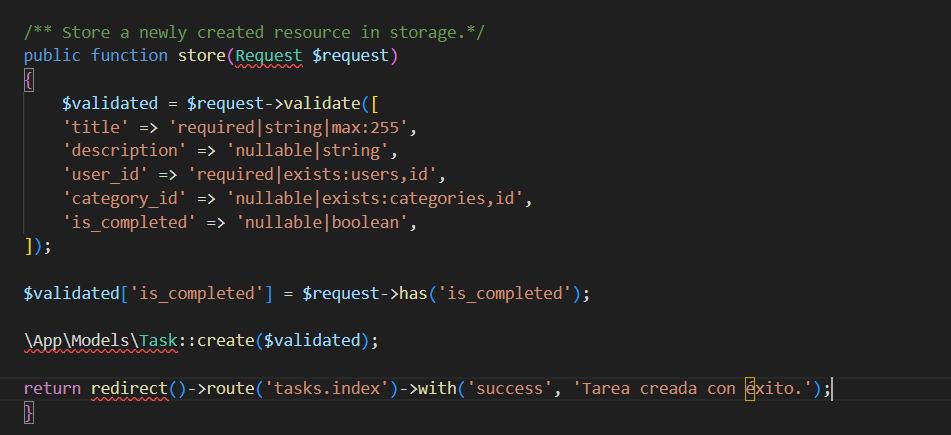 /** Store a newly created resource in storage.*/
public function store(Request $request)
{
    $validated = $request->validate([
    'title' => 'required|string|max:255',
    'description' => 'nullable|string',
    'user_id' => 'required|exists:users,id',
    'category_id' => 'nullable|exists:categories,id',
    'is_completed' => 'nullable|boolean',
]);

$validated['is_completed'] = $request->has('is_completed');

\App\Models\Task::create($validated);

return redirect()->route('tasks.index')->with('success', 'Tarea creada con éxito.');
}